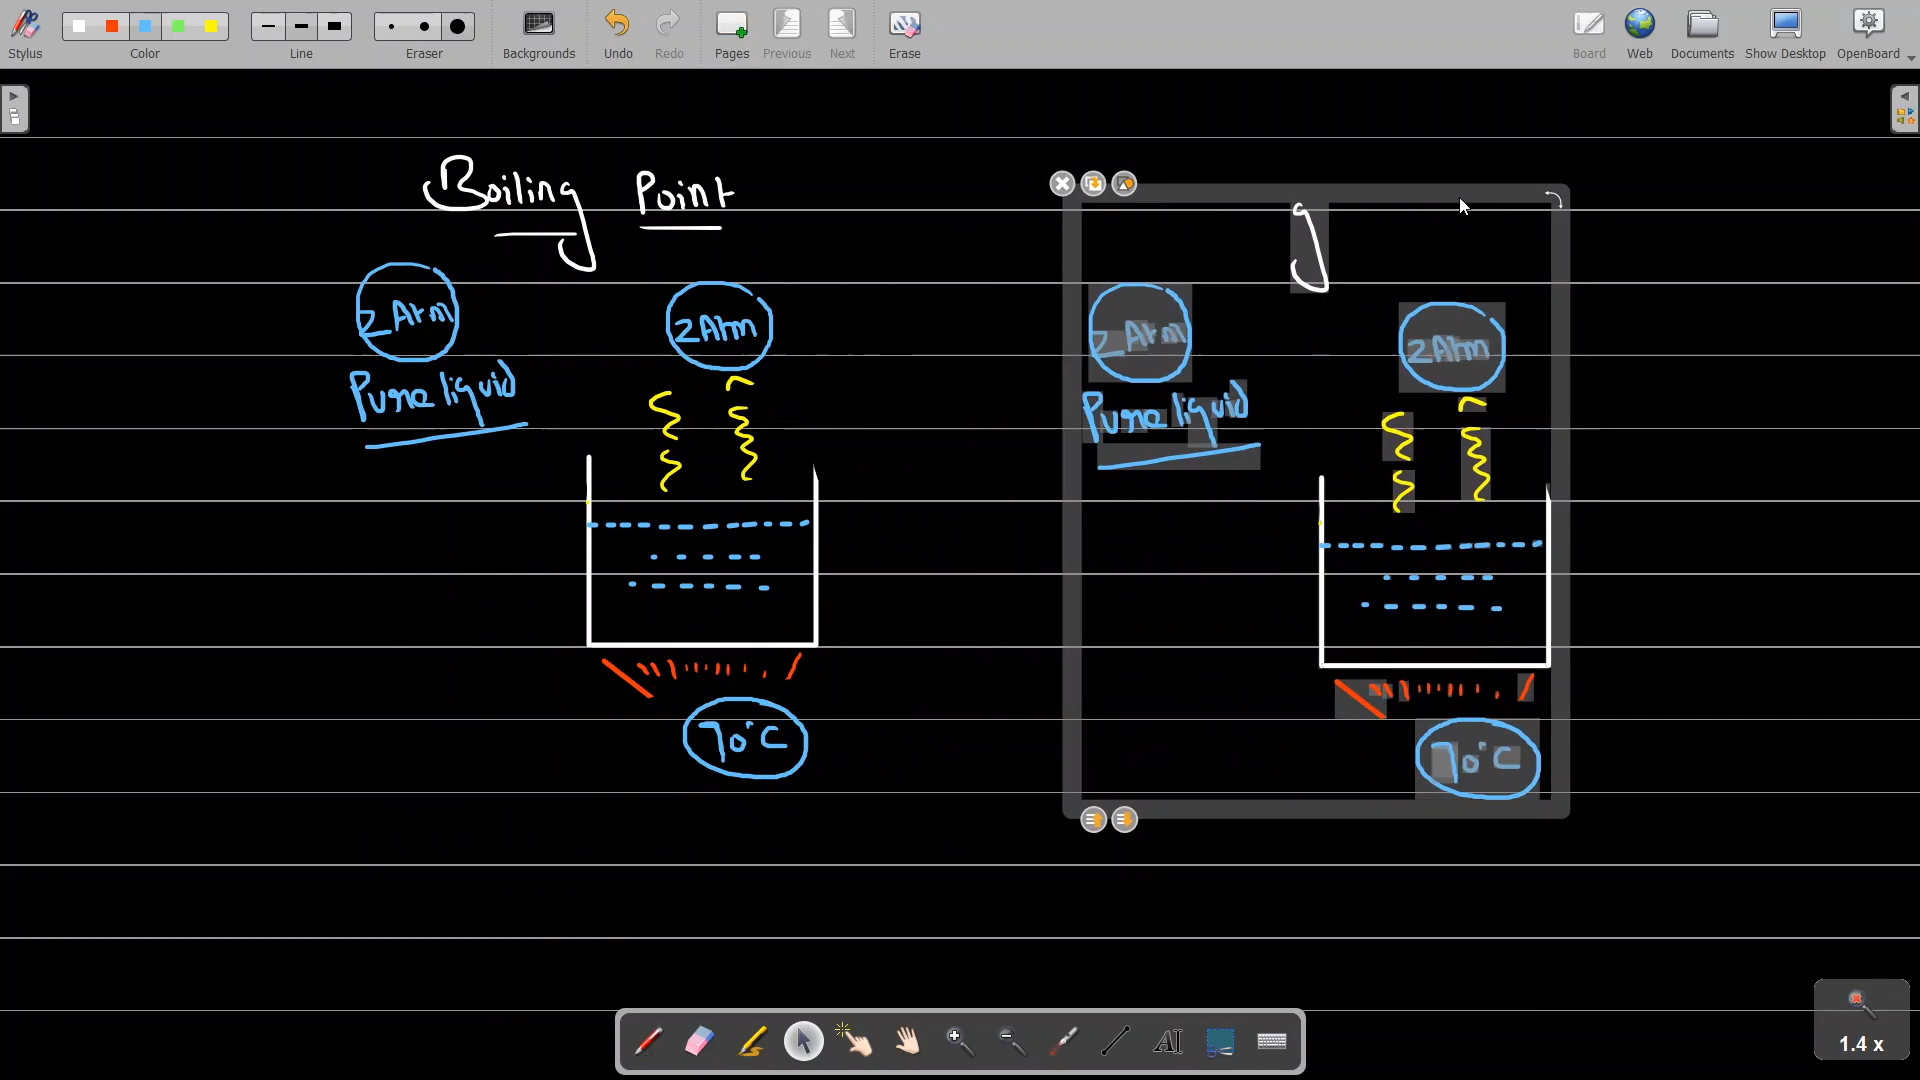 Stylus Color Line Eraser Backgrounds Undo Redo Pages Previous Next Erase Board Web Documents Show Desktop OpenBoard
Boiling Point
g
2 Atm 2Atm
2 Atm 2Atm
Pure liquid
Pure liquid
70°C
70°C
1.4 x